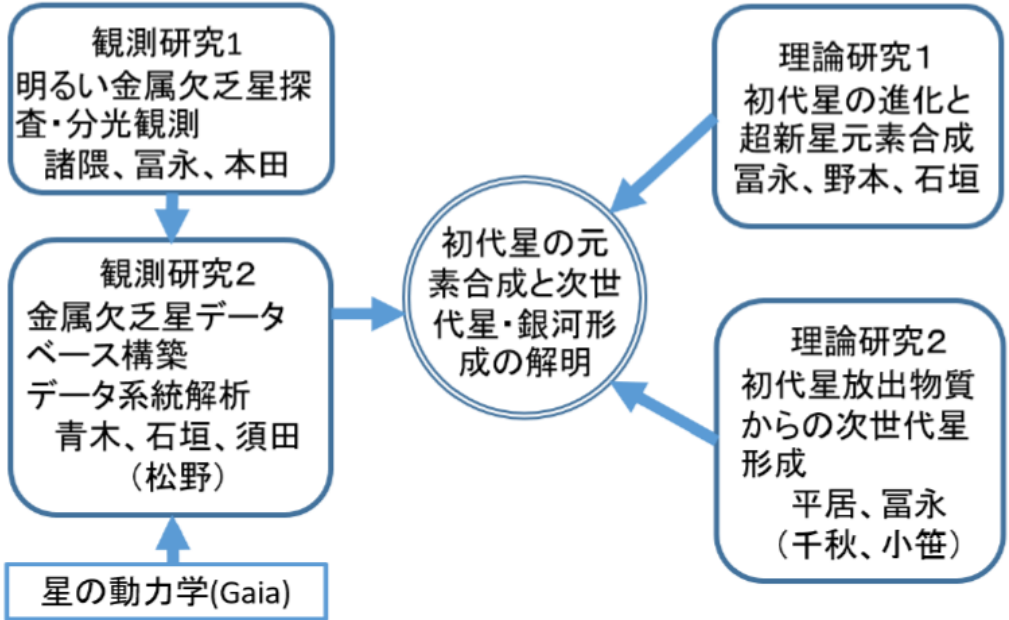 観測研究1
明るい金属欠乏星探
査・分光観測
諸隈、冨永、本田
観測研究2
金属欠乏星データ
ベース構築
データ系統解析
青木、石垣、須田
(松野)
星の動力学(Gaia)
初代星の元
素合成と次世
代星・銀河形
成の解明
理論研究1
初代星の進化と
超新星元素合成
冨永、野本、石垣
理論研究2
初代星放出物質
からの次世代星
形成
平居、冨永
(千秋、小笹)